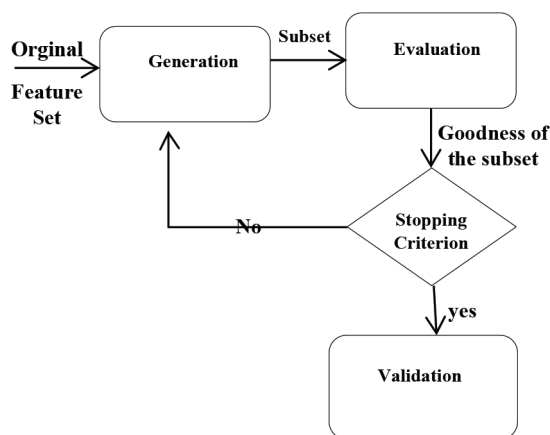 Orginal
Feature
Set
Generation
Subset
Evaluation
Goodness of
the subset
Stopping
Criterion
No
yes
Validation